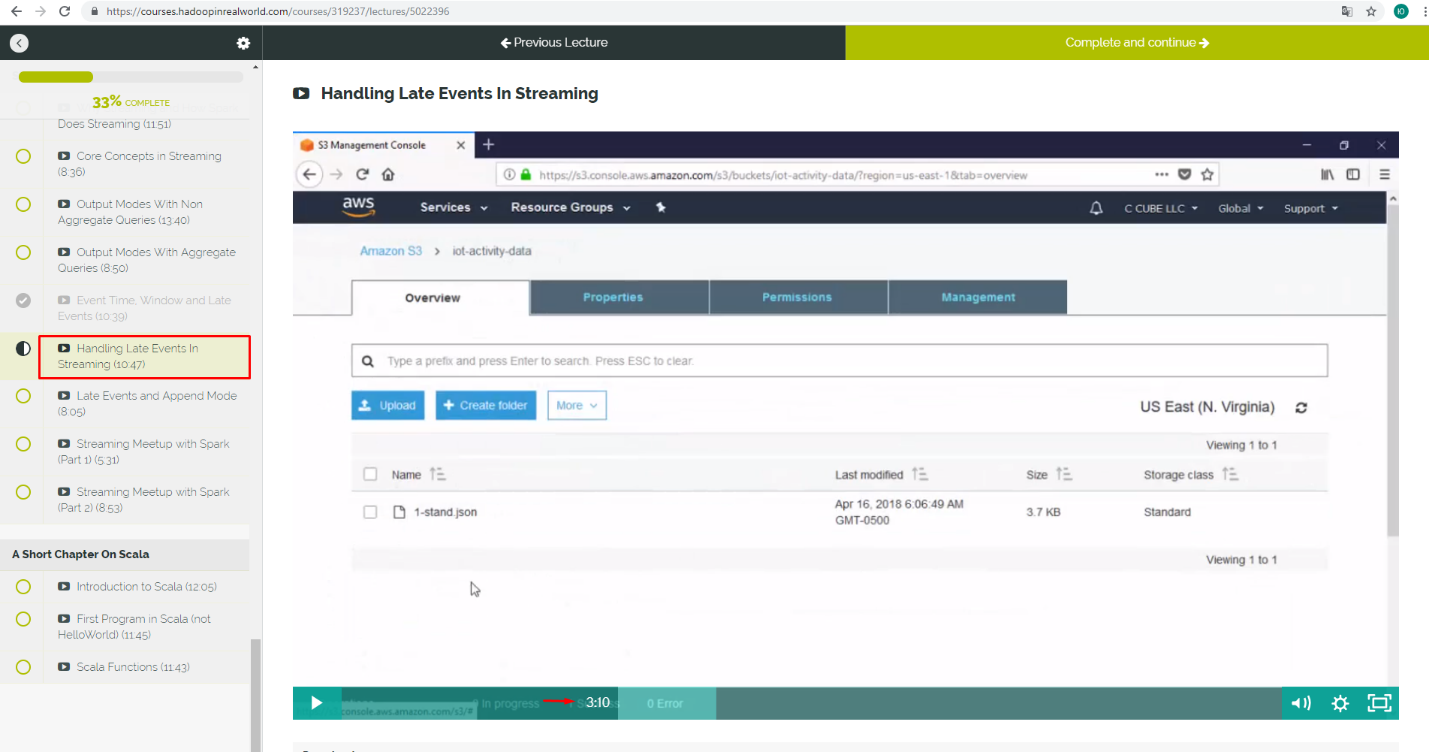 https://courses.hadoopinrealworld.com/courses/319237/lectures/5022396
Ю
Previous Lecture
Complete and continue
33% COMPLETE
Does Streaming (11:51)
Core Concepts in Streaming
(8:36)
Output Modes With Non
Aggregate Queries (13:40)
Output Modes With Aggregate
Queries (8:50)
Event Time, Window and Late
Events (10:39)
Handling Late Events In
Streaming (10:47)
Late Events and Append Mode
(8:05)
Streaming Meetup with Spark
(Part 1) (5:31)
Streaming Meetup with Spark
(Part 2) (8:53)
A Short Chapter On Scala
Introduction to Scala (12:05)
First Program in Scala (not
HelloWorld) (11:45)
Scala Functions (11:43)
Handling Late Events In Streaming
S3 Management Console
https://s3.console.aws.amazon.com/s3/buckets/iot-activity-data/?region=us-east-1&tab=overview
aws
Services
Resource Groups
C CUBE LLC
Global
Support
Amazon S3 > iot-activity-data
Overview
Properties
Permissions
Management
Type a prefix and press Enter to search. Press ESC to clear.
Upload
Create folder
More
US East (N. Virginia)
Viewing 1 to 1
Name
Last modified
Size
Storage class
1-stand.json
Apr 16, 2018 6:06:49 AM
GMT-0500
3.7 KB
Standard
Viewing 1 to 1
In progress
3:10
0 Error
console.aws.amazon.com/s3/#